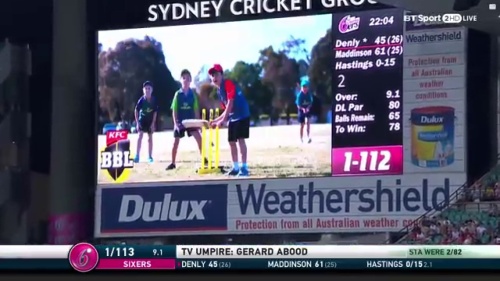 SYDNEY CRICKET GRO
BT Sport 2HD LIVE
22:04
Denly * 45 (26)
Maddinson 61 (25)
Hastings 0-15
2
Over: 9.1
DL Par 80
Balls Remain: 65
To Win: 78
1-112
KFC
BBL
Weathershield
Protection from all Australian weather conditions
Dulux
Dulux Weathershield
Protection from all Australian weather co
1/113 9.1
SIXERS
TV UMPIRE: GERARD ABOOD
STA WERE 2/82
DENLY 45 (26) MADDINSON 61 (25) HASTINGS 0/15 2.1